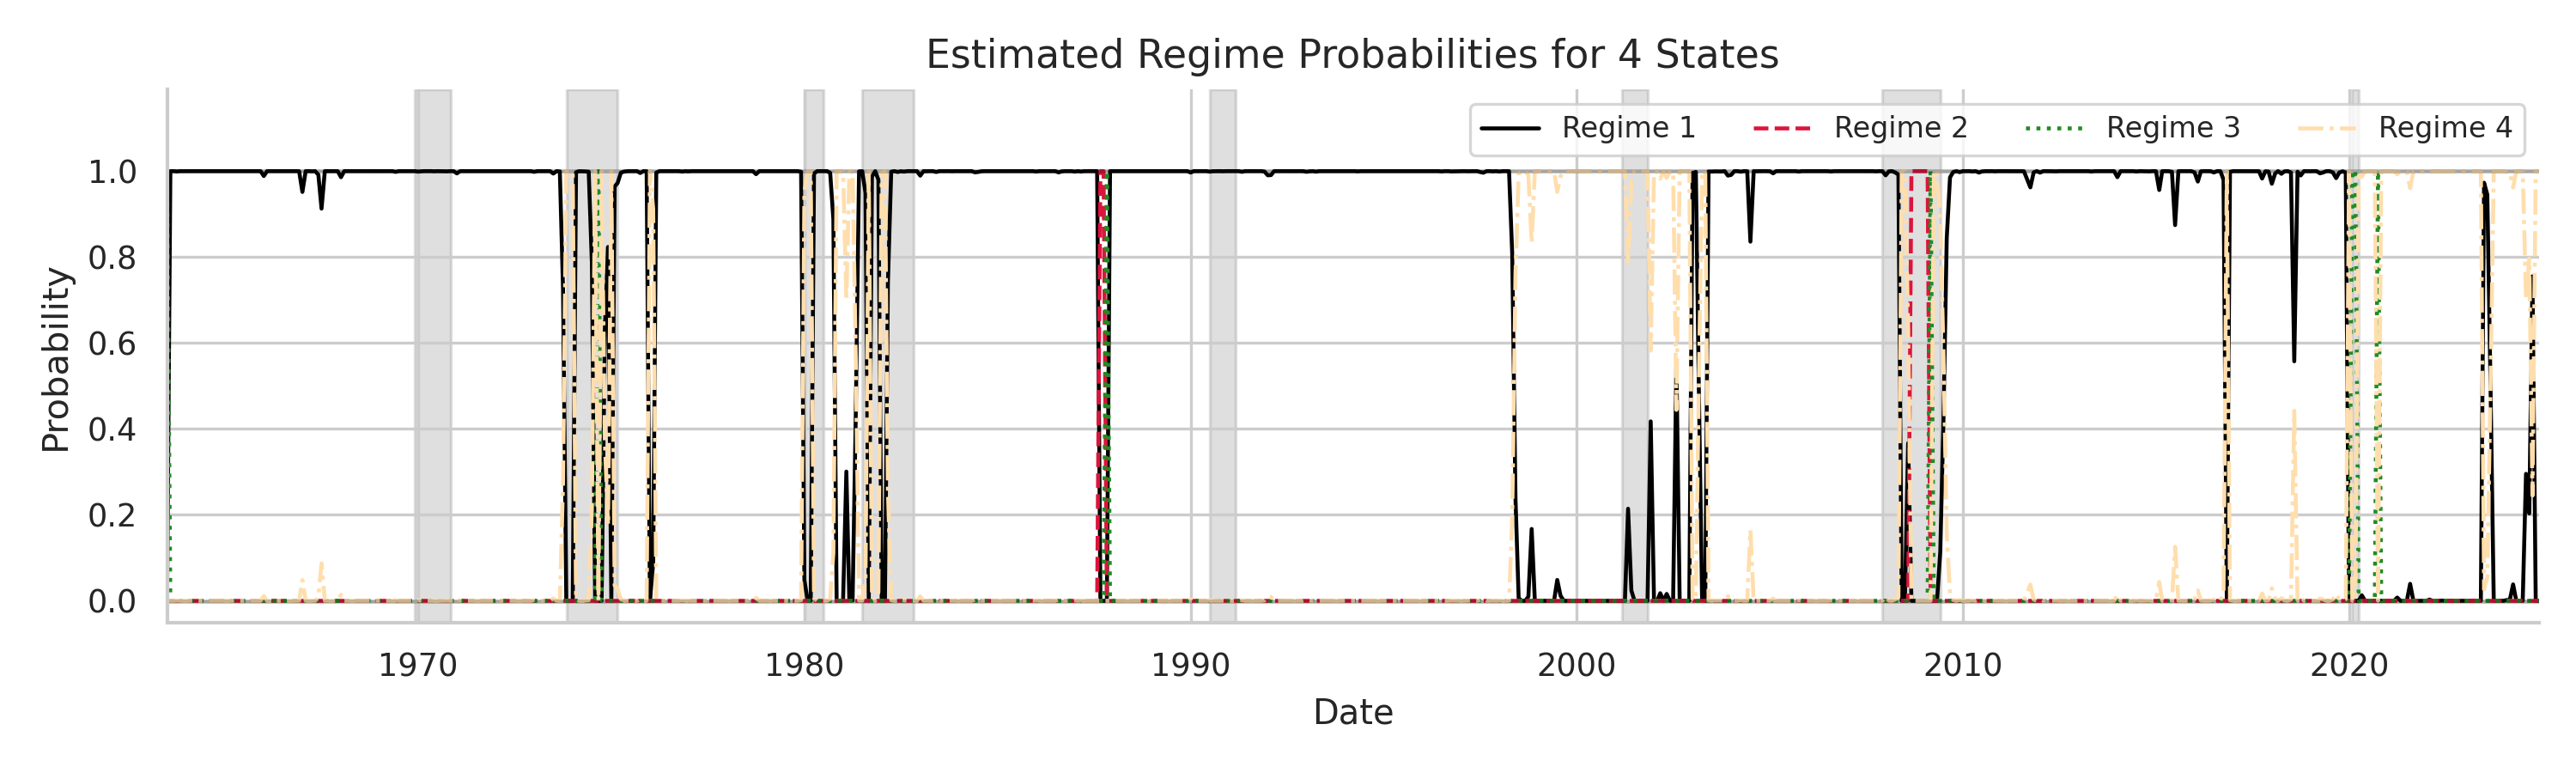 Estimated Regime Probabilities for 4 States
Regime 1 Regime 2 Regime 3 Regime 4
Probability
1.0
0.8
0.6
0.4
0.2
0.0
1970 1980 1990 2000 2010 2020
Date